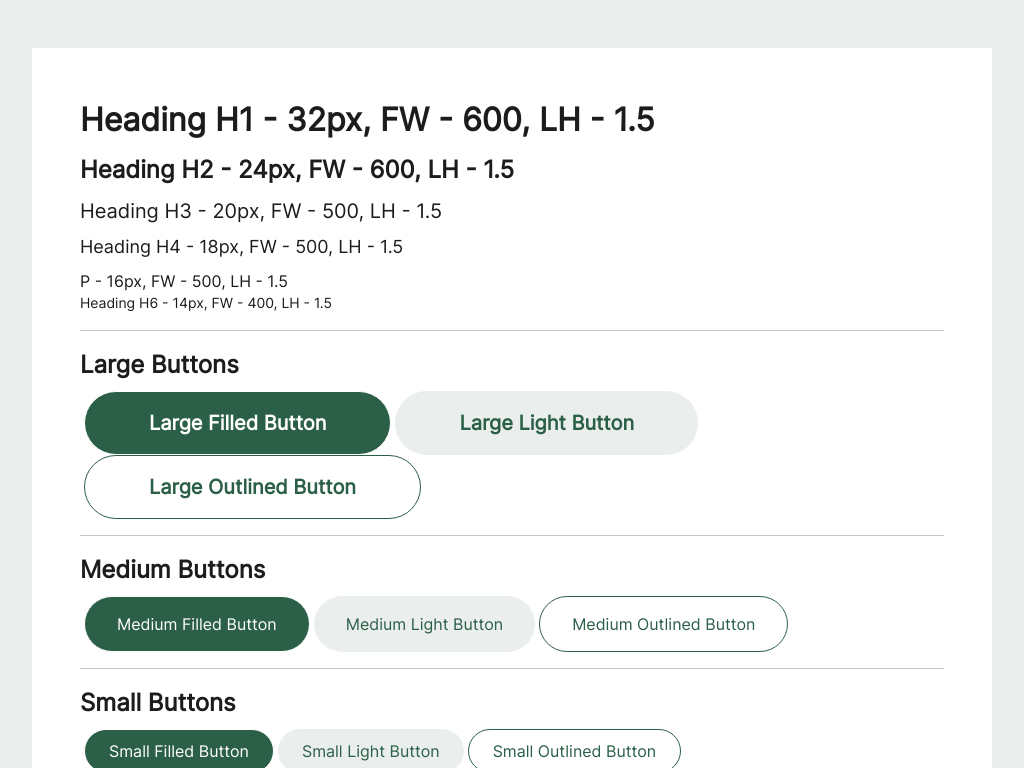 Heading H1 - 32px, FW - 600, LH - 1.5
Heading H2 - 24px, FW - 600, LH - 1.5
Heading H3 - 20px, FW - 500, LH - 1.5
Heading H4 - 18px, FW - 500, LH - 1.5
P - 16px, FW - 500, LH - 1.5
Heading H6 - 14px, FW - 400, LH - 1.5
Large Buttons
Large Filled Button Large Light Button
Large Outlined Button
Medium Buttons
Medium Filled Button Medium Light Button Medium Outlined Button
Small Buttons
Small Filled Button Small Light Button Small Outlined Button